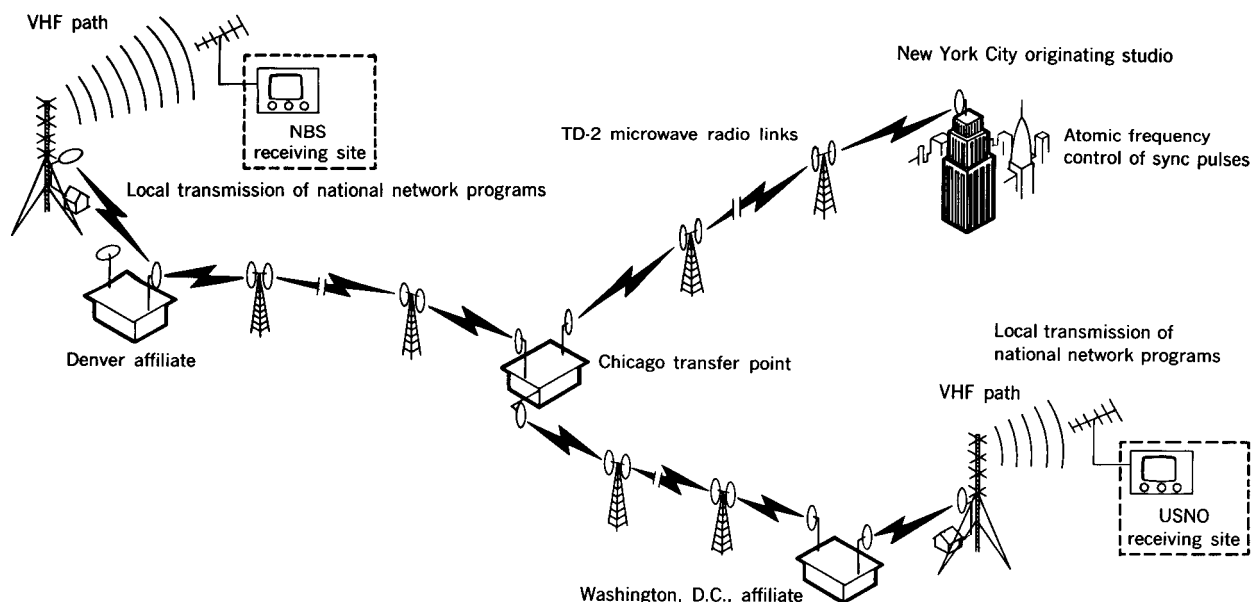 VHF path
NBS
receiving site
Local transmission of national network programs
New York City originating studio
TD-2 microwave radio links
Atomic frequency
control of sync pulses
Denver affiliate
Chicago transfer point
Local transmission of
national network programs
VHF path
USNO
receiving site
Washington, D.C., affiliate